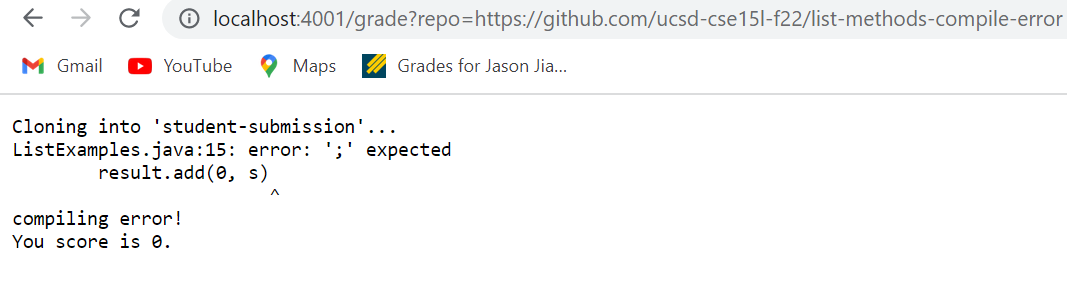 localhost:4001/grade?repo=https://github.com/ucsd-cse15l-f22/list-methods-compile-error
Gmail YouTube Maps Grades for Jason Jia...
Cloning into 'student-submission'...
ListExamples.java:15: error: ';' expected
        result.add(0, s)
                        ^
compiling error!
You score is 0.